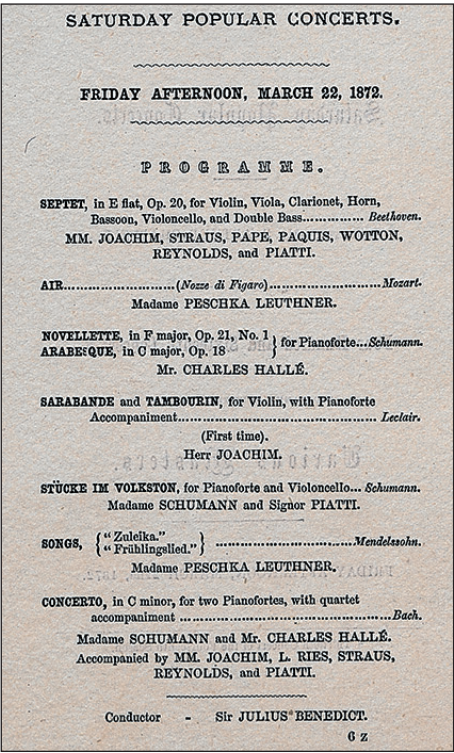 SATURDAY POPULAR CONCERTS.
FRIDAY AFTERNOON, MARCH 22, 1872.
PROGRAMME.
SEPTET, in E flat, Op. 20, for Violin, Viola, Clarionet, Horn,
Bassoon, Violoncello, and Double Bass............... Beethoven.
MM. JOACHIM, STRAUS, PAPE, PAQUIS, WOTTON,
REYNOLDS, and PIATTI.
AIR...........................(Nozze di Figaro)...........................Mozart.
Madame PESCHKA LEUTHNER.
NOVELLETTE, in F major, Op. 21, No. 1
ARABESQUE, in C major, Op. 18 } for Pianoforte...Schumann.
Mr. CHARLES HALLÉ.
SARABANDE and TAMBOURIN, for Violin, with Pianoforte
Accompaniment.................................................. Leclair.
(First time).
Herr JOACHIM.
STÜCKE IM VOLKSTON, for Pianoforte and Violoncello... Schumann.
Madame SCHUMANN and Signor PIATTI.
SONGS, { "Zuleika."
"Frühlingslied." } .................................Mendelssohn.
Madame PESCHKA LEUTHNER.
CONCERTO, in C minor, for two Pianofortes, with quartet
accompaniment ....................................................Bach.
Madame SCHUMANN and Mr. CHARLES HALLÉ.
Accompanied by MM. JOACHIM, L. RIES, STRAUS,
REYNOLDS, and PIATTI.
Conductor - Sir JULIUS BENEDICT.
6 z